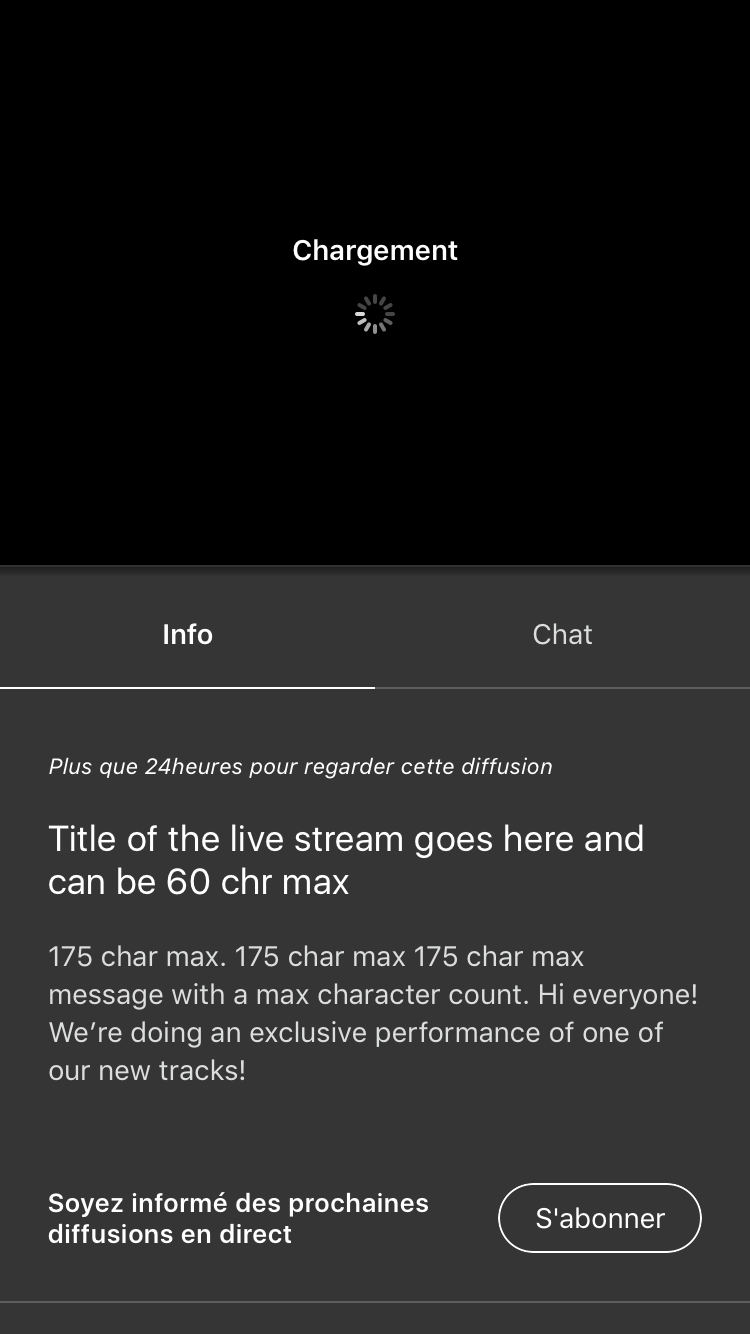 Chargement
Info
Chat
Plus que 24heures pour regarder cette diffusion
Title of the live stream goes here and
can be 60 chr max
175 char max. 175 char max 175 char max
message with a max character count. Hi everyone!
We’re doing an exclusive performance of one of
our new tracks!
Soyez informé des prochaines
diffusions en direct
S'abonner